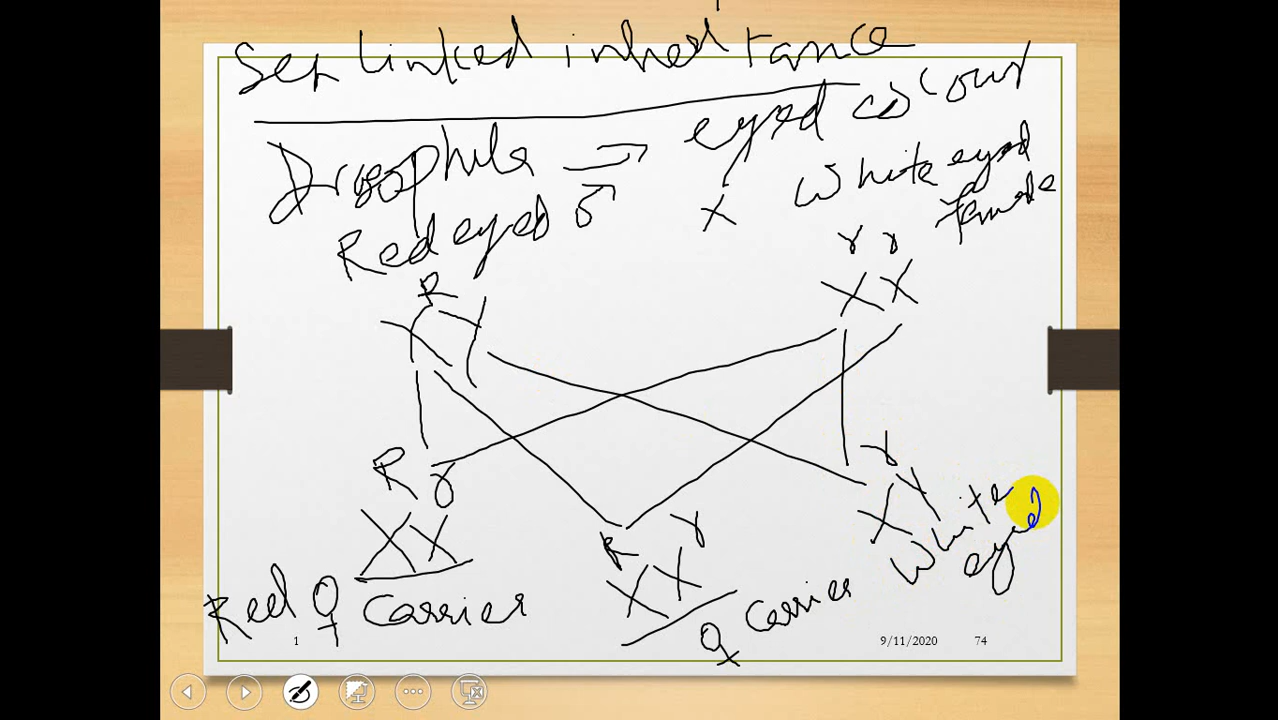 Sex linked inheritance
Drosophila → eyed colour
Red eyed ♂ X White eyed female
R r r
X Y X X
R r r
X X X Y
R r White eyed
X X
Red ♀ Carrier ♀ Carrier
1 9/11/2020 74